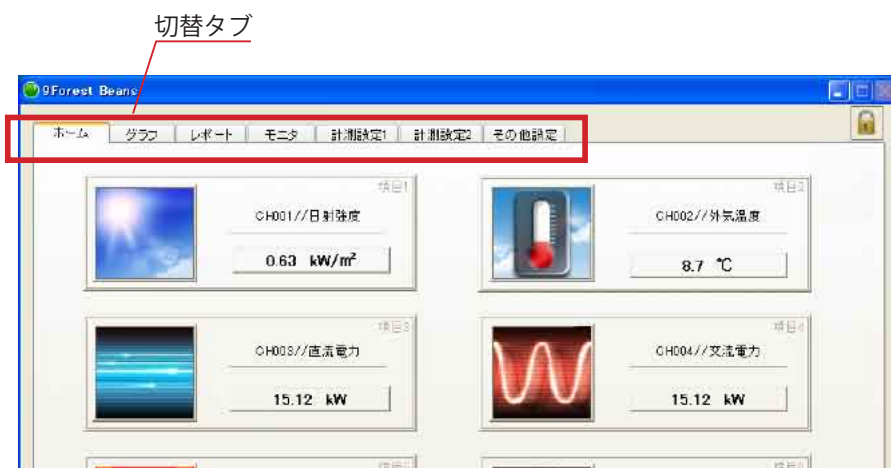 切替タブ
9Forest Beans
ホーム グラフ レポート モニタ 計測設定1 計測設定2 その他設定
項目1
CH001//日射強度
0.63 kW/m²
項目2
CH002//外気温度
8.7 ℃
項目3
CH003//直流電力
15.12 kW
項目4
CH004//交流電力
15.12 kW